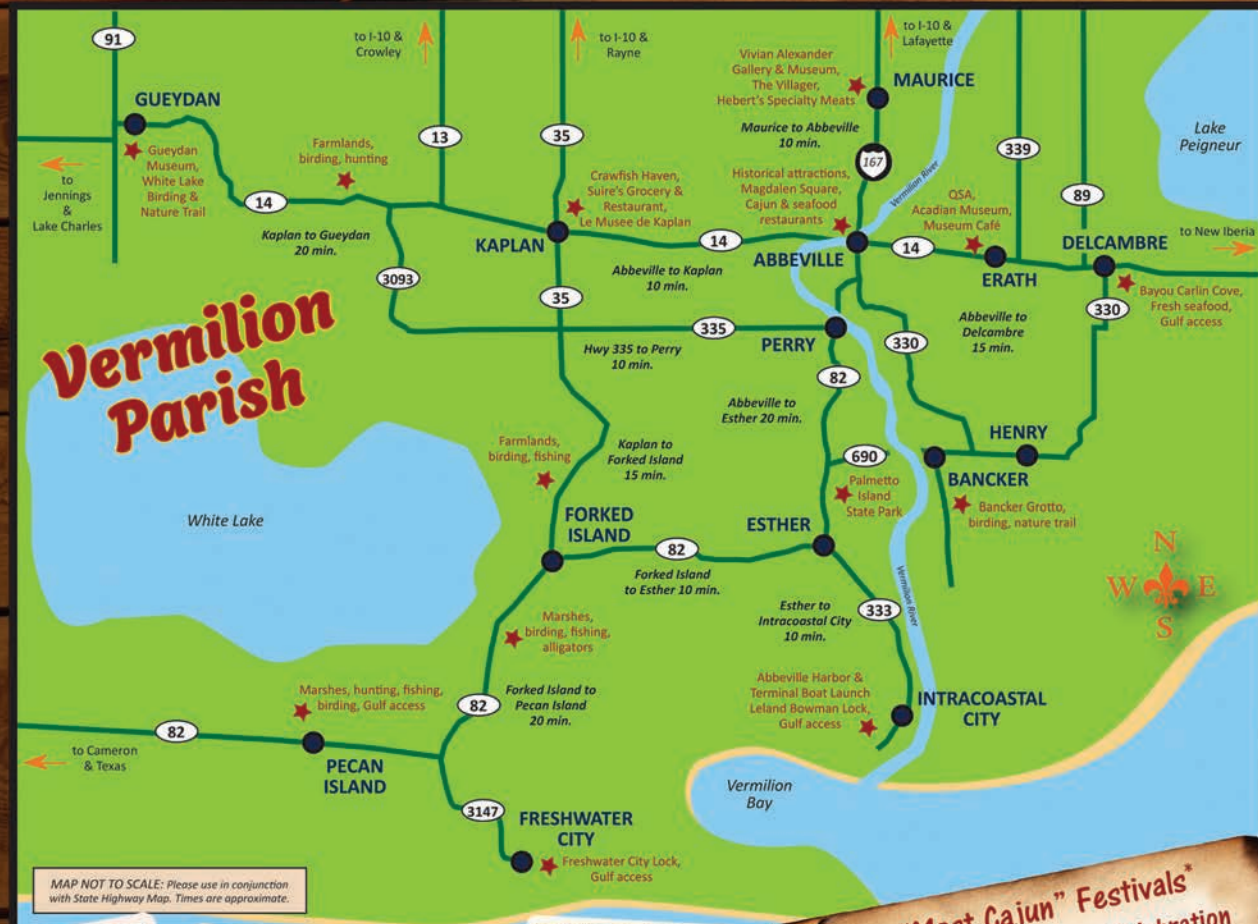 91
to I-10 &
Crowley
to I-10 &
Rayne
to I-10 &
Lafayette
Vivian Alexander
Gallery & Museum,
The Villager,
Hebert's Specialty Meats
MAURICE
Maurice to Abbeville
10 min.
167
GUEYDAN
Gueydan
Museum,
White Lake
Birding &
Nature Trail
to
Jennings
&
Lake Charles
Farmlands,
birding, hunting
13
35
14
Kaplan to Gueydan
20 min.
Crawfish Haven,
Suire's Grocery &
Restaurant,
Le Musee de Kaplan
KAPLAN
14
Abbeville to Kaplan
10 min.
Historical attractions,
Magdalen Square,
Cajun & seafood
restaurants
ABBEVILLE
Vermilion River
339
89
Lake
Peigneur
QSA,
Acadian Museum,
Museum Café
14
ERATH
DELCAMBRE
to New Iberia
Bayou Carlin Cove,
Fresh seafood,
Gulf access
330
Abbeville to
Delcambre
15 min.
3093
35
335
Hwy 335 to Perry
10 min.
PERRY
330
82
Abbeville to
Esther 20 min.
Vermilion
Parish
White Lake
Farmlands,
birding, fishing
Kaplan to
Forked Island
15 min.
690
Palmetto
Island
State Park
HENRY
BANCKER
Bancker Grotto,
birding, nature trail
FORKED
ISLAND
82
Forked Island
to Esther 10 min.
ESTHER
Esther to
Intracoastal City
10 min.
333
Vermilion River
N
W E
S
Marshes,
birding, fishing,
alligators
82
Forked Island to
Pecan Island
20 min.
Marshes, hunting, fishing,
birding, Gulf access
82
to Cameron
& Texas
PECAN
ISLAND
Abbeville Harbor &
Terminal Boat Launch
Leland Bowman Lock,
Gulf access
INTRACOASTAL
CITY
Vermilion
Bay
3147
FRESHWATER
CITY
Freshwater City Lock,
Gulf access
MAP NOT TO SCALE: Please use in conjunction
with State Highway Map. Times are approximate.
Cajun" Festivals*